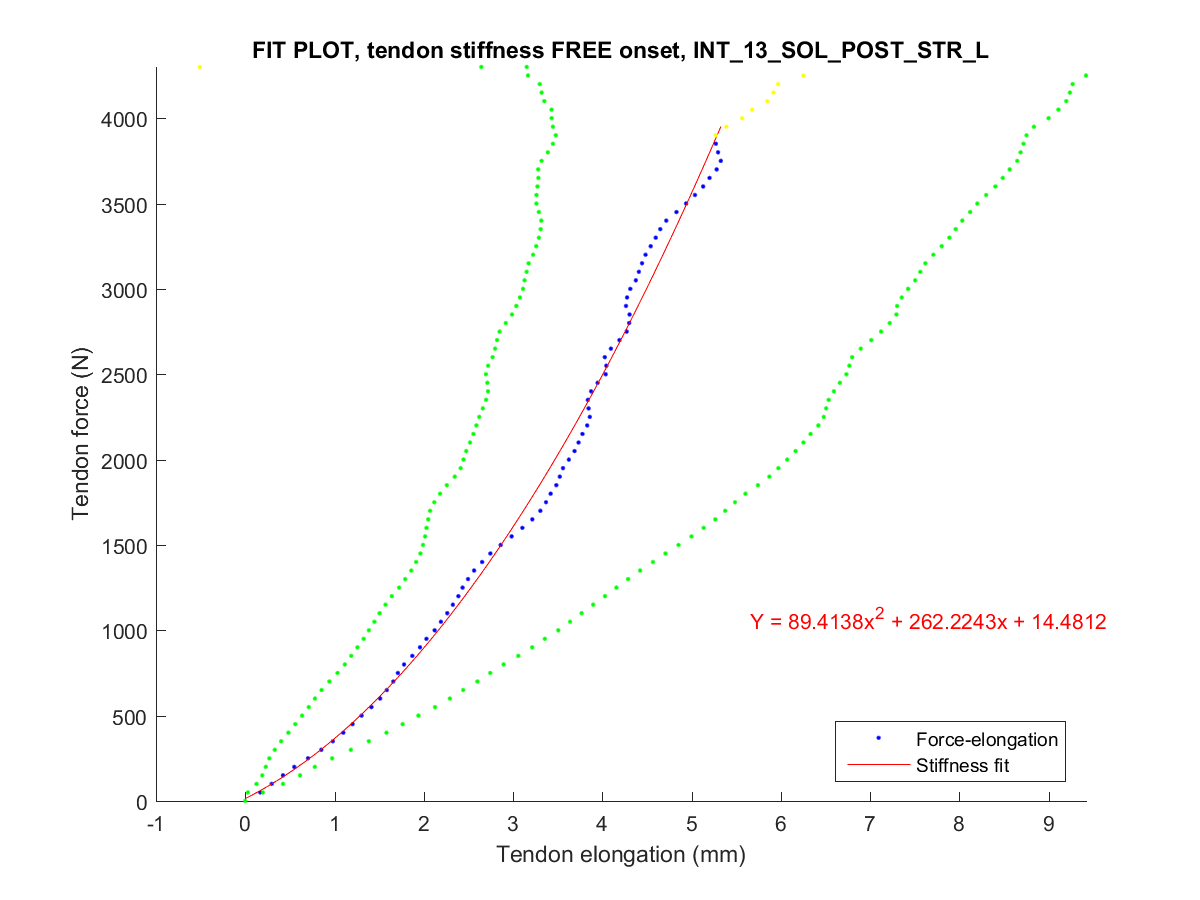 FIT PLOT, tendon stiffness FREE onset, INT_13_SOL_POST_STR_L
4000
3500
3000
2500
2000
1500
1000
500
0
Tendon force (N)
Y = 89.4138x² + 262.2243x + 14.4812
Force-elongation
Stiffness fit
-1 0 1 2 3 4 5 6 7 8 9
Tendon elongation (mm)